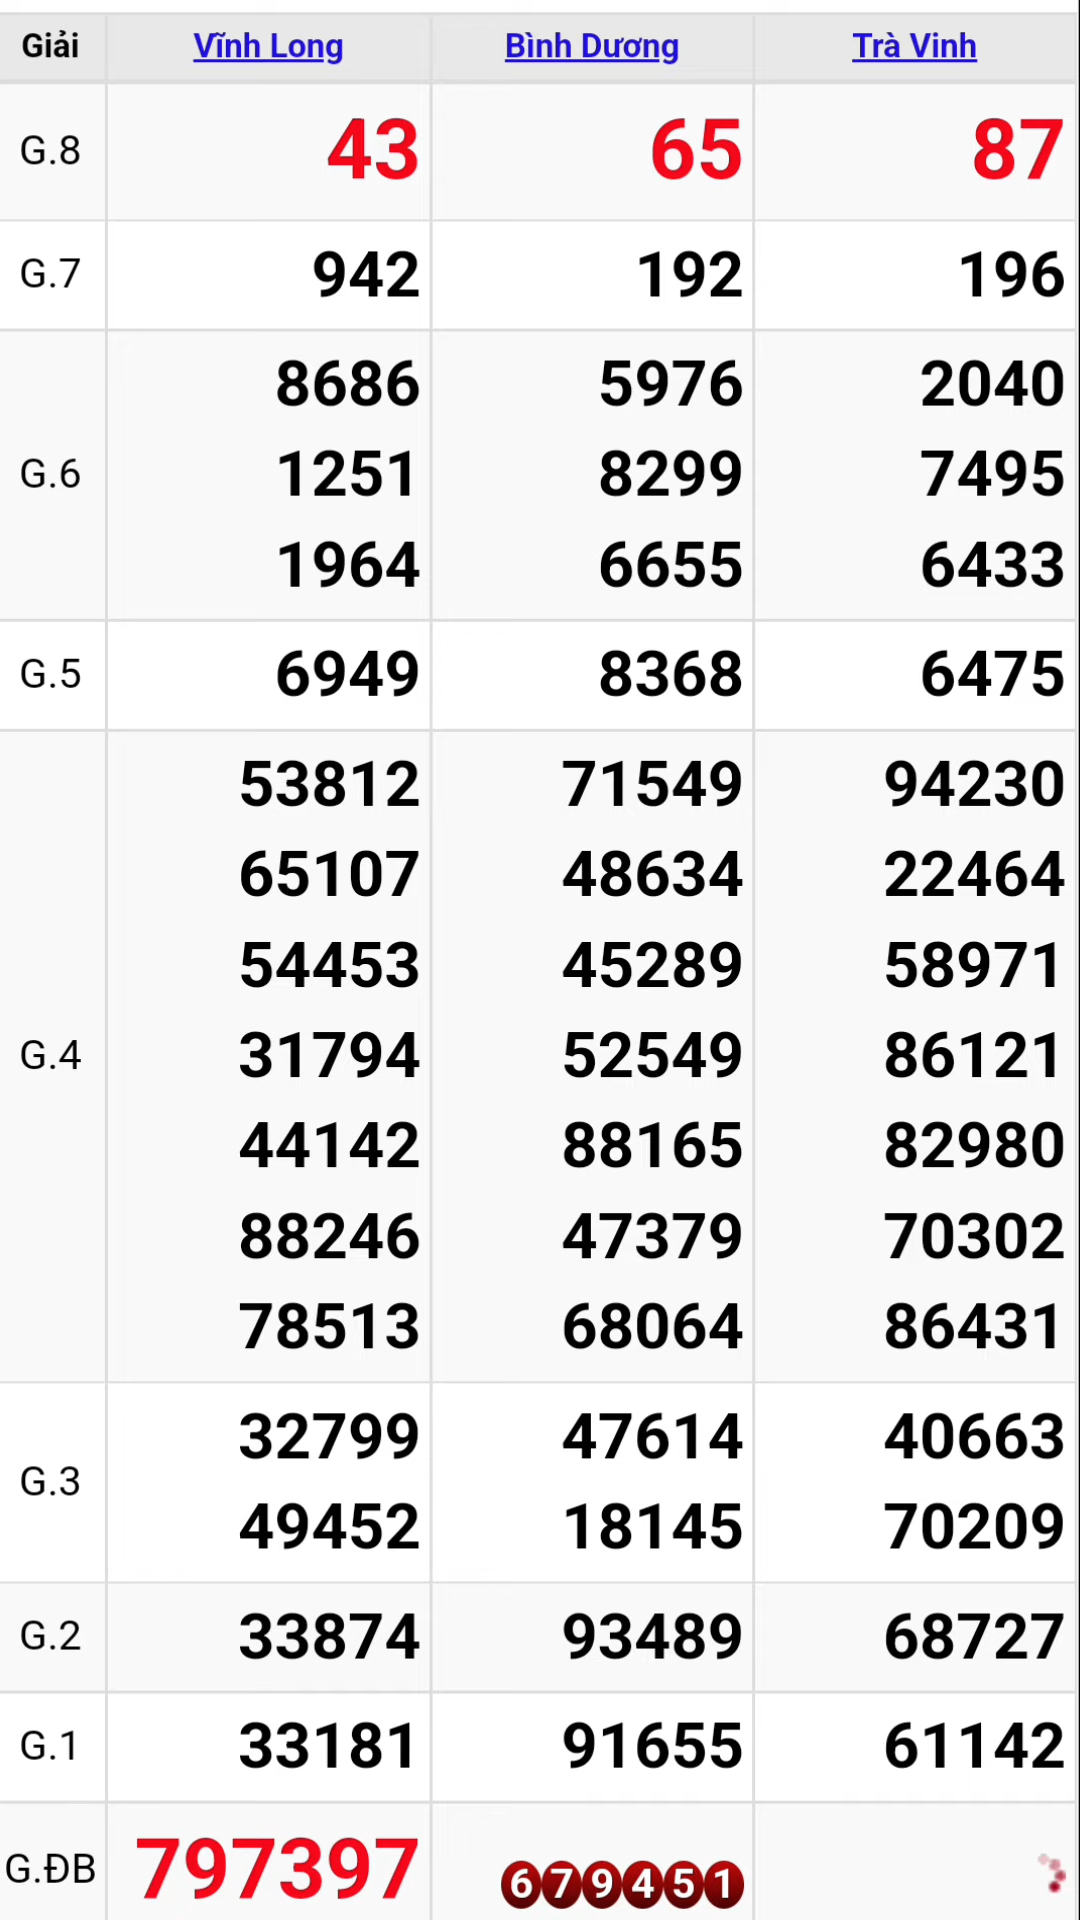 Giải Vĩnh Long Bình Dương Trà Vinh
G.8 43 65 87
G.7 942 192 196
8686 5976 2040
G.6 1251 8299 7495
1964 6655 6433
G.5 6949 8368 6475
53812 71549 94230
65107 48634 22464
54453 45289 58971
G.4 31794 52549 86121
44142 88165 82980
88246 47379 70302
78513 68064 86431
G.3 32799 47614 40663
49452 18145 70209
G.2 33874 93489 68727
G.1 33181 91655 61142
G.ĐB 797397 679451